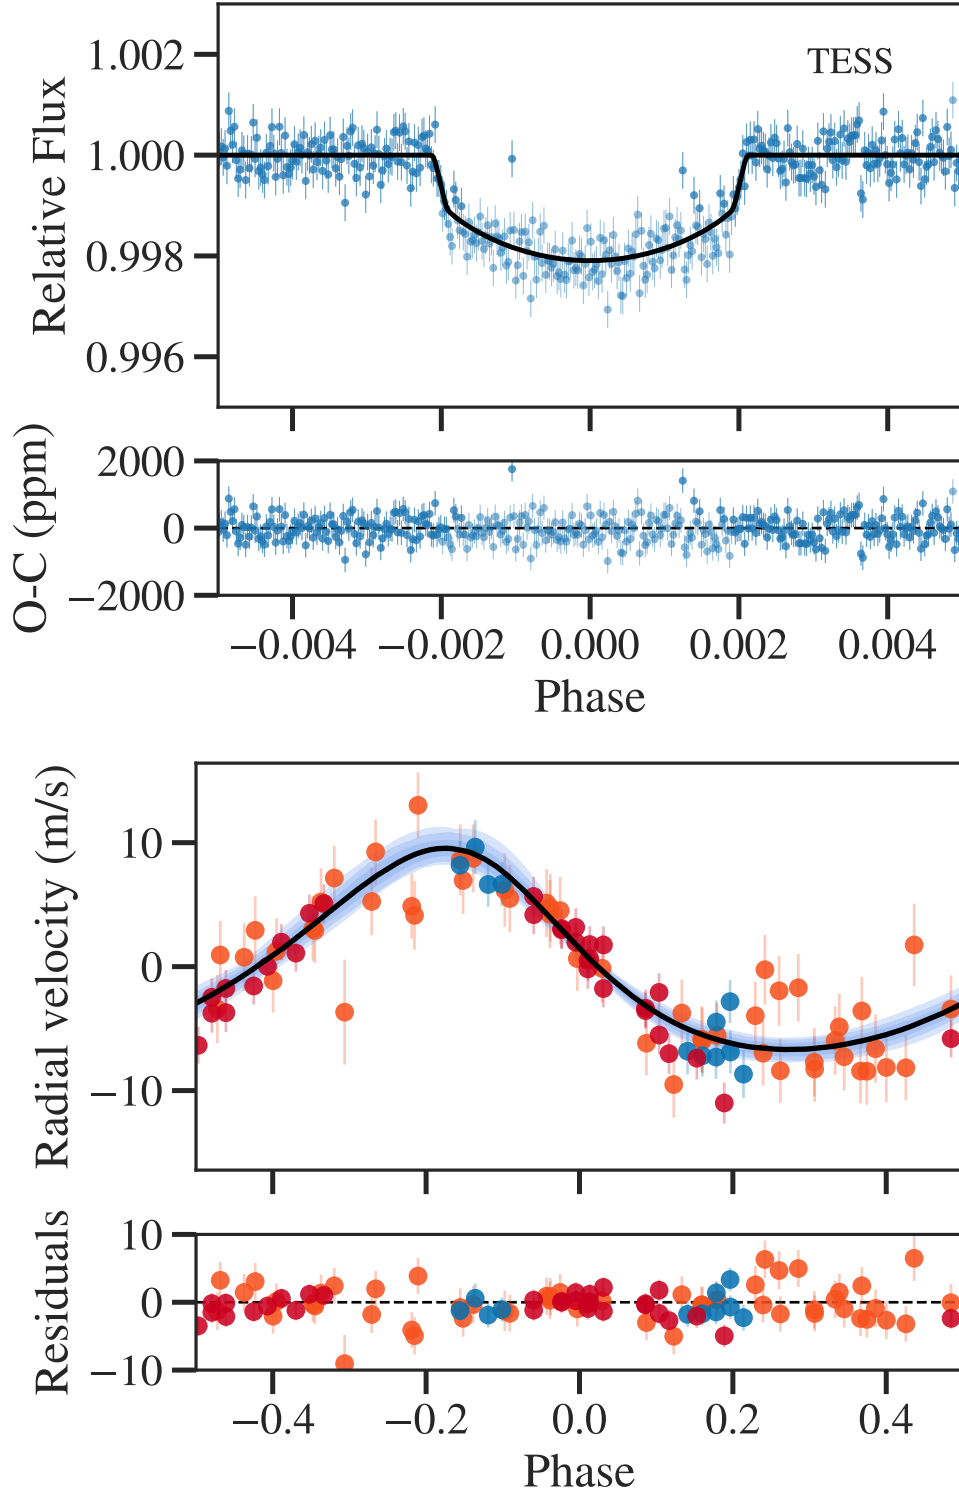 1.002
TESS
1.000
0.998
0.996
Relative Flux
2000
0
−2000
O-C (ppm)
−0.004 −0.002 0.000 0.002 0.004
Phase
10
0
−10
Radial velocity (m/s)
10
0
−10
Residuals
−0.4 −0.2 0.0 0.2 0.4
Phase